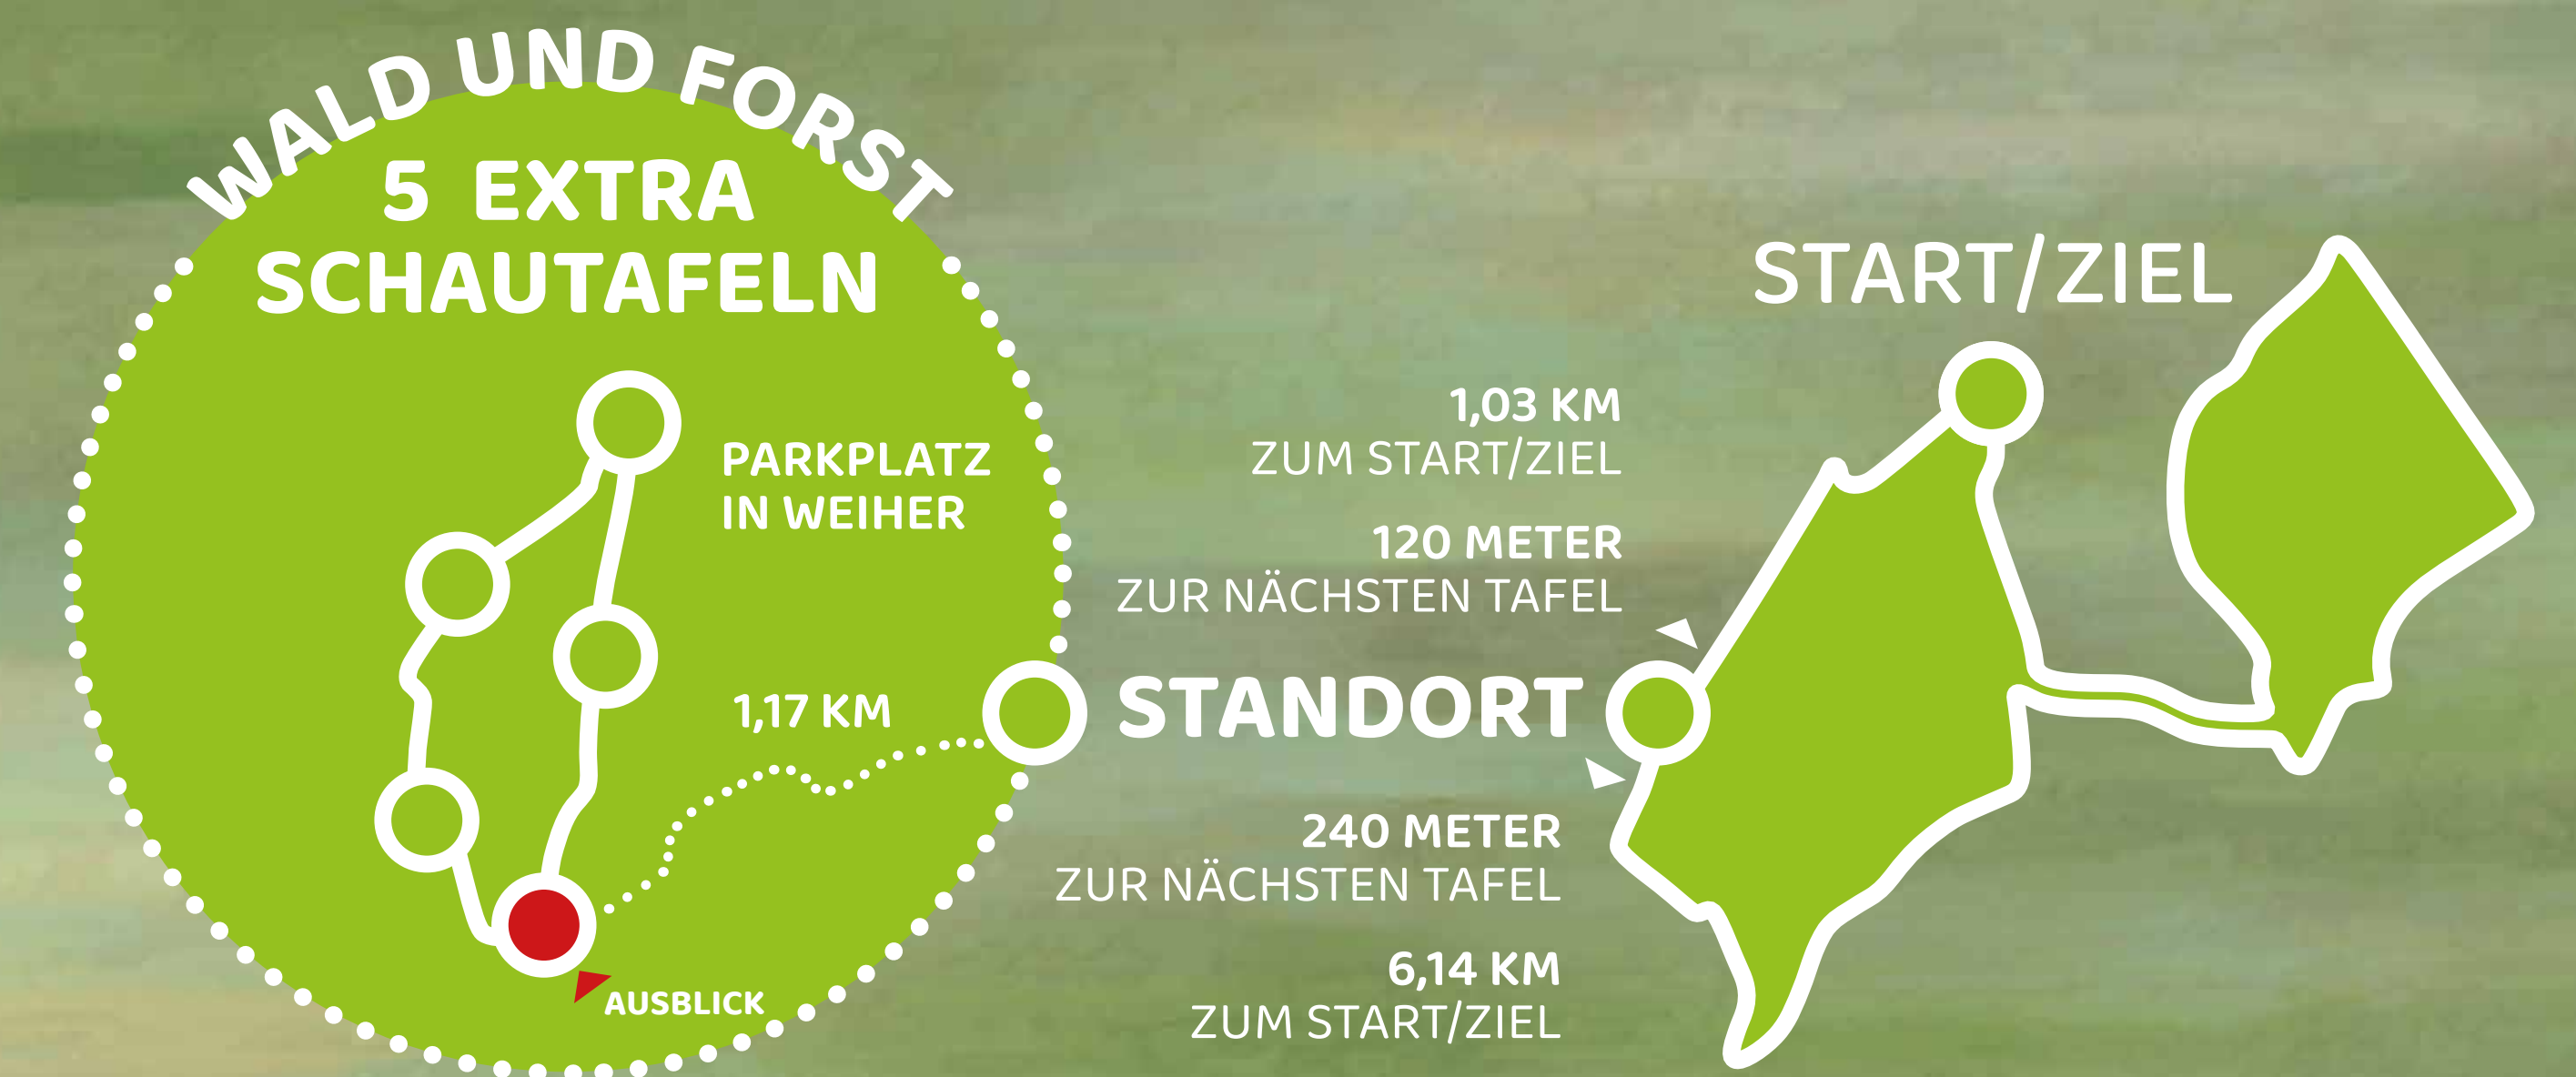 WALD UND FORST
5 EXTRA
SCHAUTAFELN
PARKPLATZ
IN WEIHER
1,17 KM
AUSBLICK
START/ZIEL
1,03 KM
ZUM START/ZIEL
120 METER
ZUR NÄCHSTEN TAFEL
STANDORT
240 METER
ZUR NÄCHSTEN TAFEL
6,14 KM
ZUM START/ZIEL